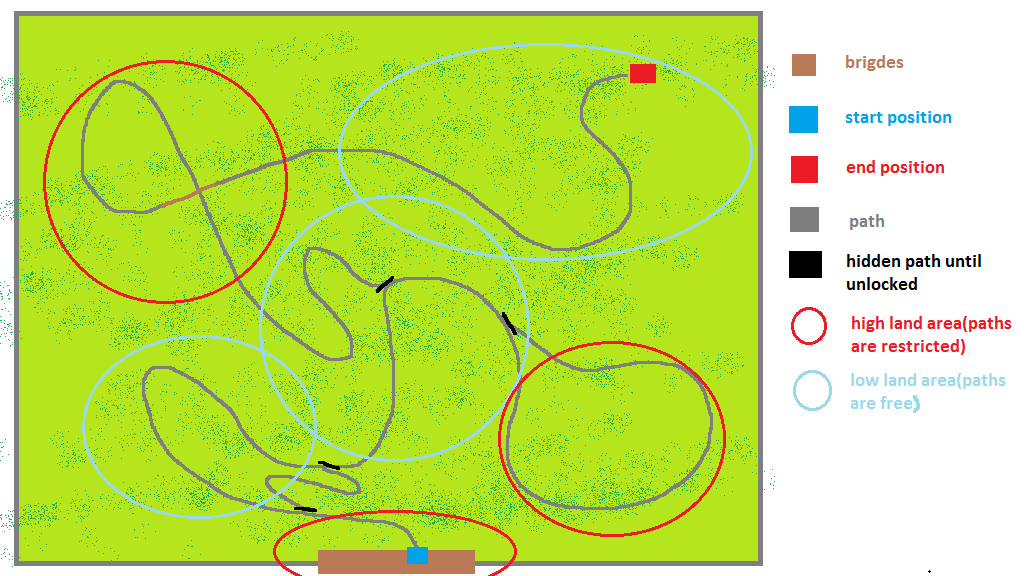 brigdes
start position
end position
path
hidden path until
unlocked
high land area(paths
are restricted)
low land area(paths
are free)